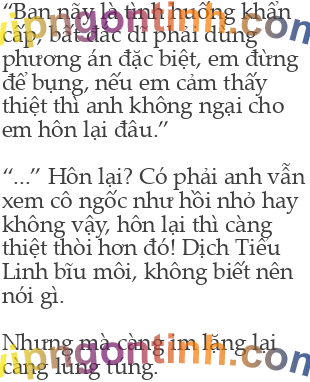 “Ban nãy là tình huống khẩn
cấp, bất đắc dĩ phải dùng
phương án đặc biệt, em đừng
để bụng, nếu em cảm thấy
thiệt thì anh không ngại cho
em hôn lại đâu.”
“...” Hôn lại? Có phải anh vẫn
xem cô ngốc như hồi nhỏ hay
không vậy, hôn lại thì càng
thiệt thòi hơn đó! Dịch Tiểu
Linh bĩu môi, không biết nên
nói gì.
Nhưng mà càng im lặng lại
càng lúng túng.
vipngontinh.com
vipngontinh.com